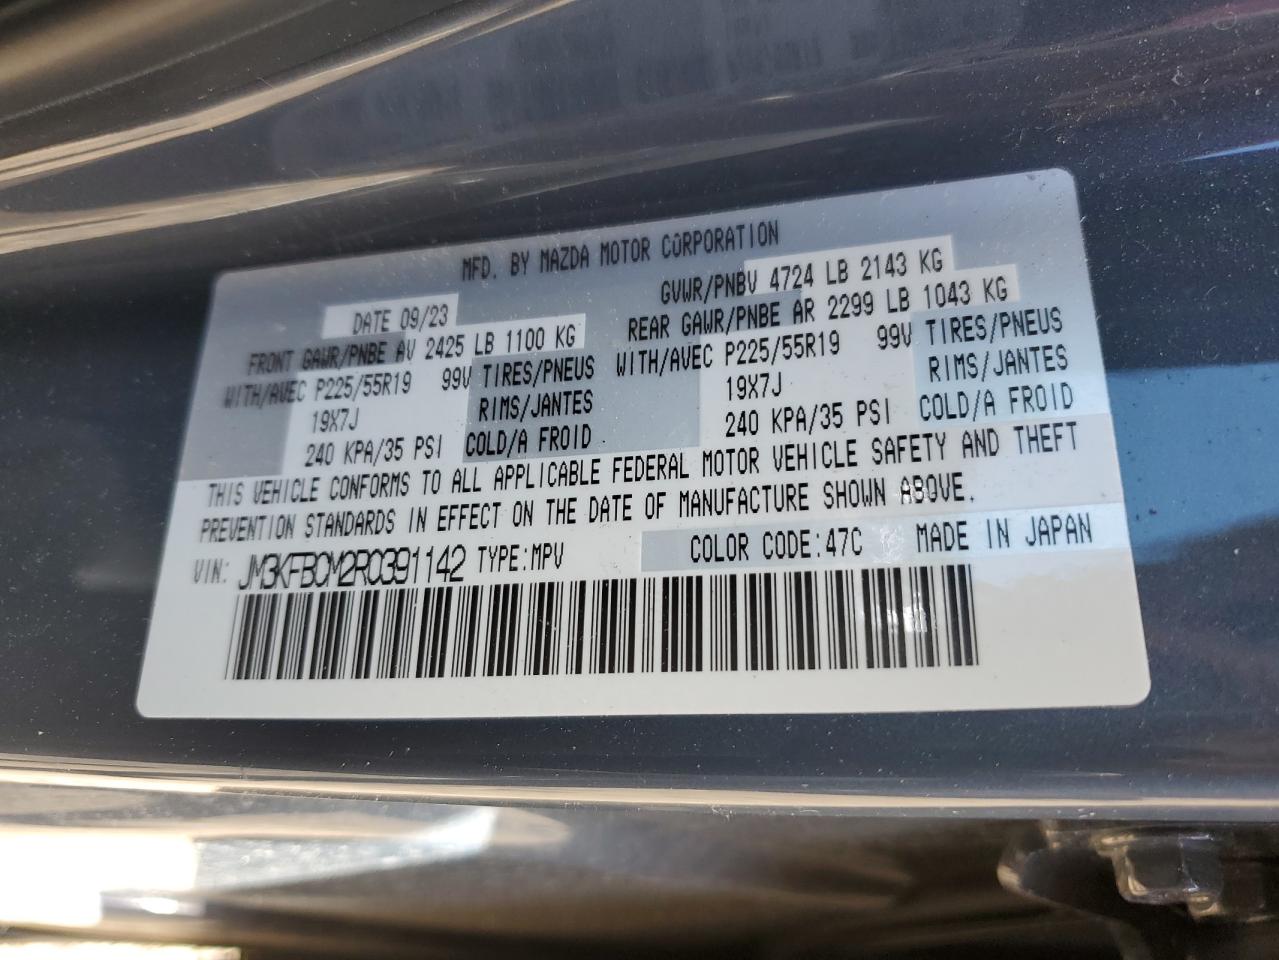 MFD. BY MAZDA MOTOR CORPORATION
DATE 09/23 GVWR/PNBV 4724 LB 2143 KG
FRONT GAWR/PNBE AV 2425 LB 1100 KG REAR GAWR/PNBE AR 2299 LB 1043 KG
WITH/AVEC P225/55R19 99V TIRES/PNEUS WITH/AVEC P225/55R19 99V TIRES/PNEUS
19X7J RIMS/JANTES 19X7J RIMS/JANTES
240 KPA/35 PSI COLD/A FROID 240 KPA/35 PSI COLD/A FROID
THIS VEHICLE CONFORMS TO ALL APPLICABLE FEDERAL MOTOR VEHICLE SAFETY AND THEFT
PREVENTION STANDARDS IN EFFECT ON THE DATE OF MANUFACTURE SHOWN ABOVE.
VIN: JM3KFBCM2R0391142 TYPE:MPV COLOR CODE:47C MADE IN JAPAN